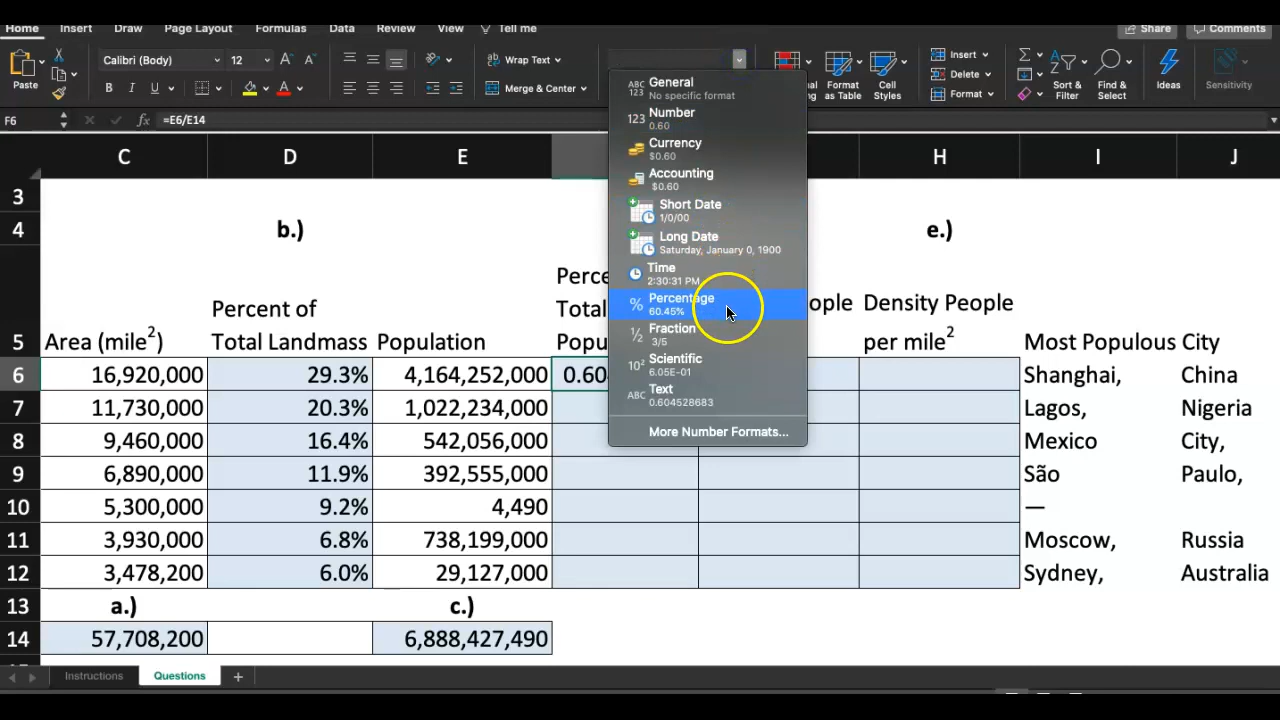 Home Insert Draw Page Layout Formulas Data Review View Tell me Share Comments
Paste Calibri (Body) 12 A A Wrap Text Insert Σ
B I U A Merge & Center Format as Table Cell Styles Delete Format Sort & Filter Find & Select Ideas Sensitivity
F6 fx =E6/E14
ABC 123 General
No specific format
123 Number
0.60
Currency
$0.60
Accounting
$0.60
Short Date
1/0/00
Long Date
Saturday, January 0, 1900
Time
2:30:31 PM
% Percentage
60.45%
½ Fraction
3/5
10² Scientific
6.05E-01
ABC Text
0.604528683
More Number Formats...
C D E H I J
3
4 b.) e.)
5 Area (mile²) Percent of Total Landmass Population Density People per mile² Most Populous City
6 16,920,000 29.3% 4,164,252,000 Shanghai, China
7 11,730,000 20.3% 1,022,234,000 Lagos, Nigeria
8 9,460,000 16.4% 542,056,000 Mexico City,
9 6,890,000 11.9% 392,555,000 São Paulo,
10 5,300,000 9.2% 4,490 —
11 3,930,000 6.8% 738,199,000 Moscow, Russia
12 3,478,200 6.0% 29,127,000 Sydney, Australia
13 a.) c.)
14 57,708,200 6,888,427,490
Instructions Questions +